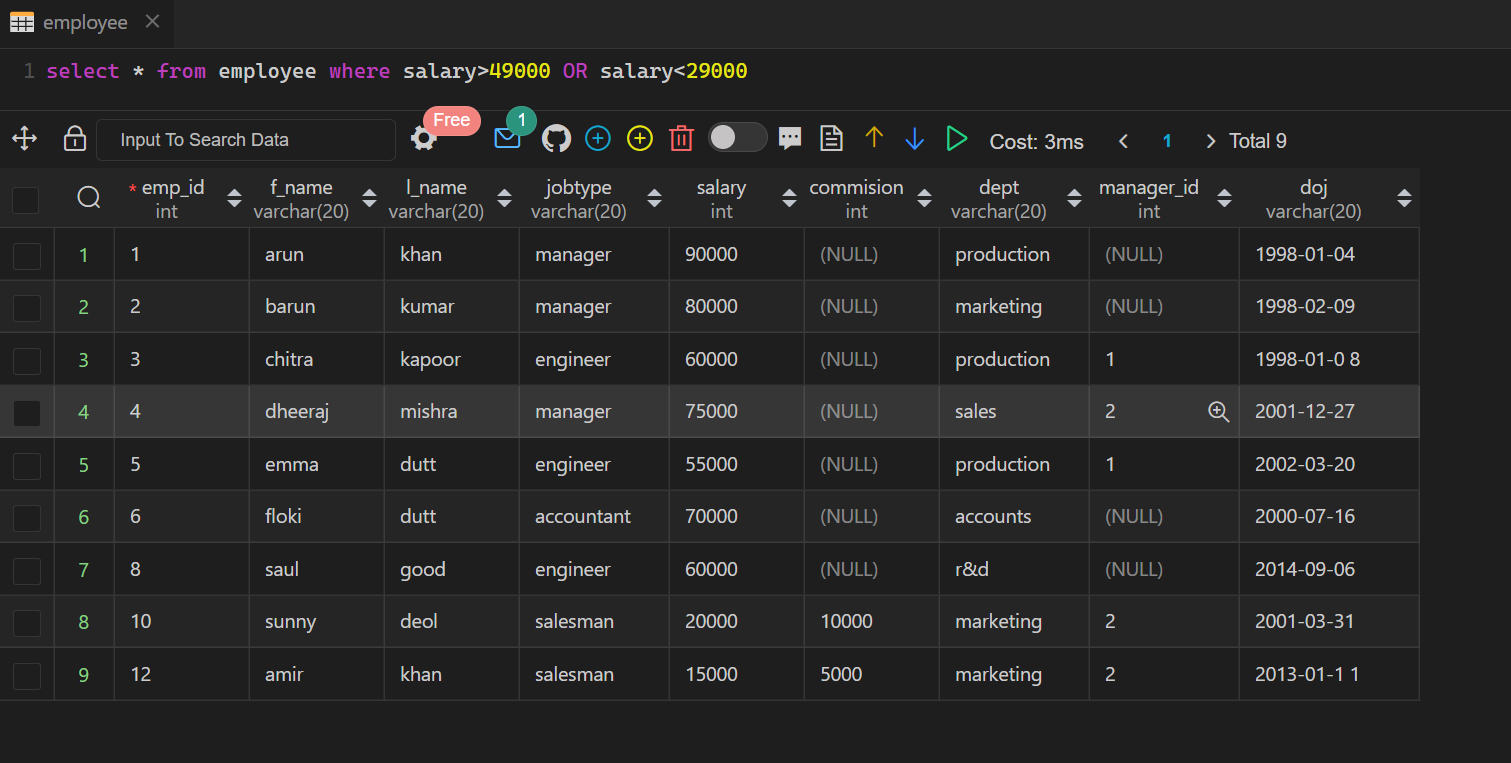 employee
1 select * from employee where salary>49000 OR salary<29000
Free
1
Input To Search Data
Cost: 3ms
1
Total 9
* emp_id f_name l_name jobtype salary commision dept manager_id doj
int varchar(20) varchar(20) varchar(20) int int varchar(20) int varchar(20)
1 1 arun khan manager 90000 (NULL) production (NULL) 1998-01-04
2 2 barun kumar manager 80000 (NULL) marketing (NULL) 1998-02-09
3 3 chitra kapoor engineer 60000 (NULL) production 1 1998-01-0 8
4 4 dheeraj mishra manager 75000 (NULL) sales 2 2001-12-27
5 5 emma dutt engineer 55000 (NULL) production 1 2002-03-20
6 6 floki dutt accountant 70000 (NULL) accounts (NULL) 2000-07-16
7 8 saul good engineer 60000 (NULL) r&d (NULL) 2014-09-06
8 10 sunny deol salesman 20000 10000 marketing 2 2001-03-31
9 12 amir khan salesman 15000 5000 marketing 2 2013-01-1 1